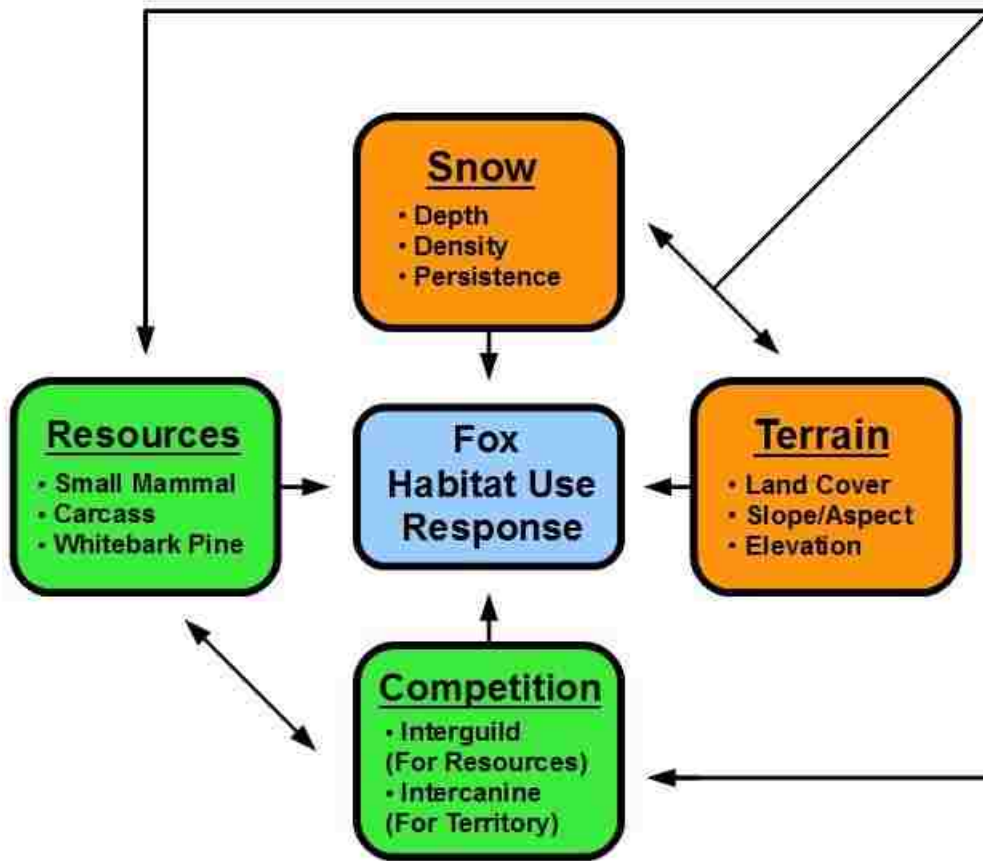 Snow
• Depth
• Density
• Persistence
Resources
• Small Mammal
• Carcass
• Whitebark Pine
Fox
Habitat Use
Response
Terrain
• Land Cover
• Slope/Aspect
• Elevation
Competition
• Interguild
(For Resources)
• Intercanine
(For Territory)